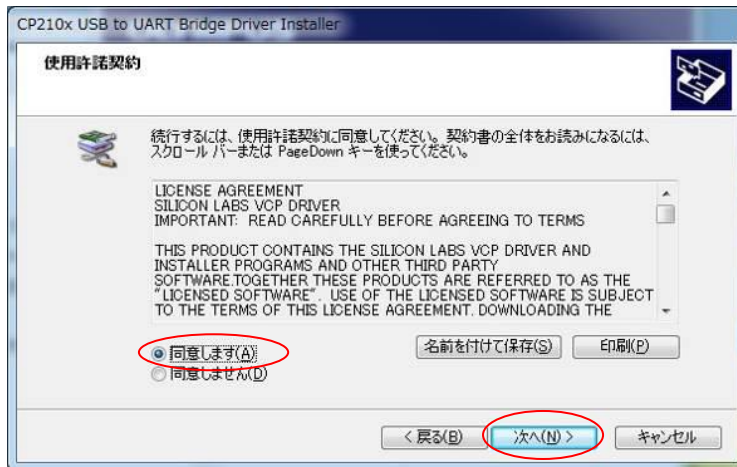 CP210x USB to UART Bridge Driver Installer
使用許諾契約
続行するには、使用許諾契約に同意してください。契約書の全体をお読みになるには、
スクロール バーまたは PageDown キーを使ってください。
LICENSE AGREEMENT
SILICON LABS VCP DRIVER
IMPORTANT: READ CAREFULLY BEFORE AGREEING TO TERMS
THIS PRODUCT CONTAINS THE SILICON LABS VCP DRIVER AND
INSTALLER PROGRAMS AND OTHER THIRD PARTY
SOFTWARE.TOGETHER THESE PRODUCTS ARE REFERRED TO AS THE
"LICENSED SOFTWARE". USE OF THE LICENSED SOFTWARE IS SUBJECT
TO THE TERMS OF THIS LICENSE AGREEMENT. DOWNLOADING THE
同意します(A)
名前を付けて保存(S) 印刷(P)
同意しません(D)
< 戻る(B) 次へ(N) > キャンセル